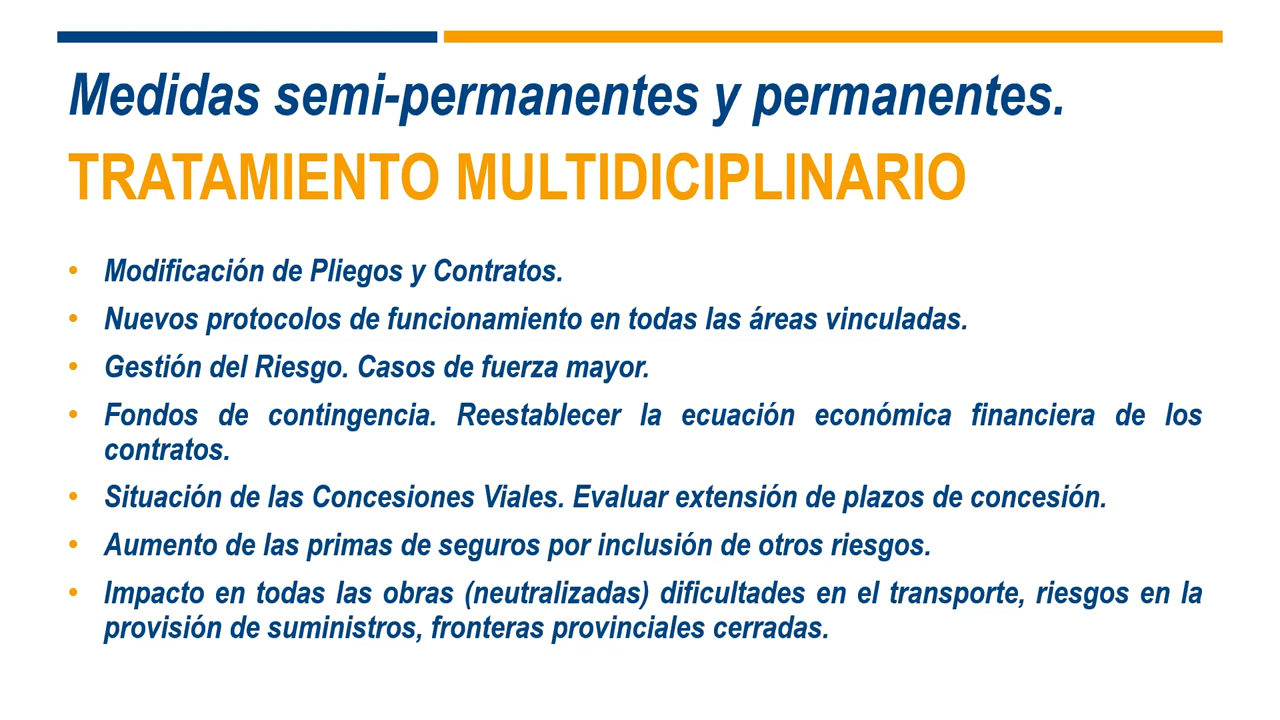 Medidas semi-permanentes y permanentes.
TRATAMIENTO MULTIDICIPLINARIO
• Modificación de Pliegos y Contratos.
• Nuevos protocolos de funcionamiento en todas las áreas vinculadas.
• Gestión del Riesgo. Casos de fuerza mayor.
• Fondos de contingencia. Reestablecer la ecuación económica financiera de los
contratos.
• Situación de las Concesiones Viales. Evaluar extensión de plazos de concesión.
• Aumento de las primas de seguros por inclusión de otros riesgos.
• Impacto en todas las obras (neutralizadas) dificultades en el transporte, riesgos en la
provisión de suministros, fronteras provinciales cerradas.